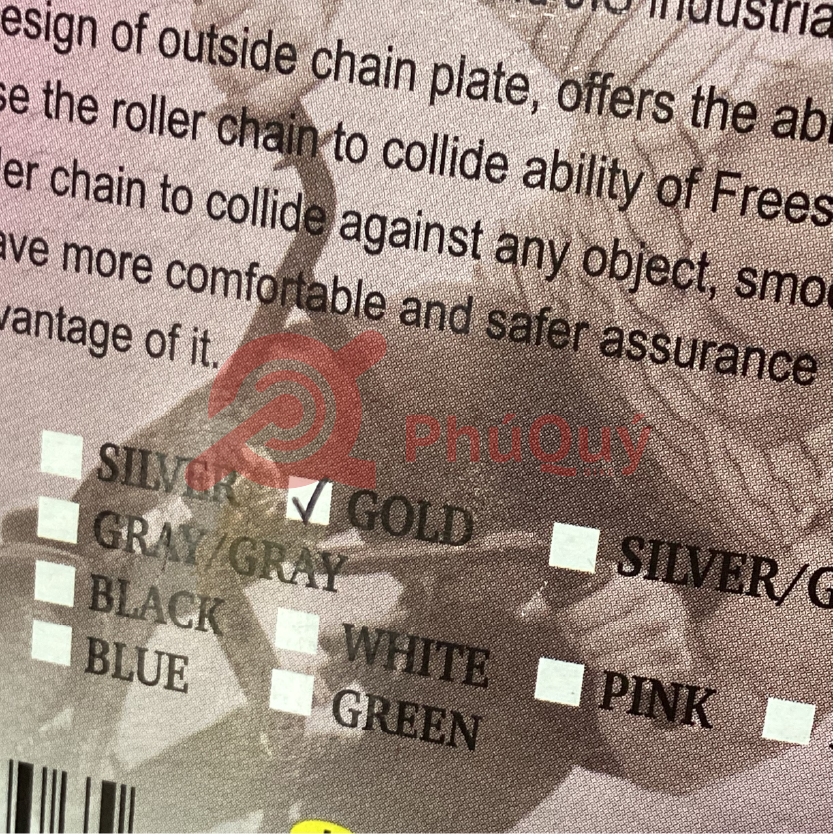 industria
esign of outside chain plate, offers the ab
se the roller chain to collide ability of Frees
er chain to collide against any object, smo
ave more comfortable and safer assurance
vantage of it.
PhúQuý
SILVER ✓ GOLD SILVER/G
GRAY/GRAY
BLACK WHITE PINK
BLUE GREEN